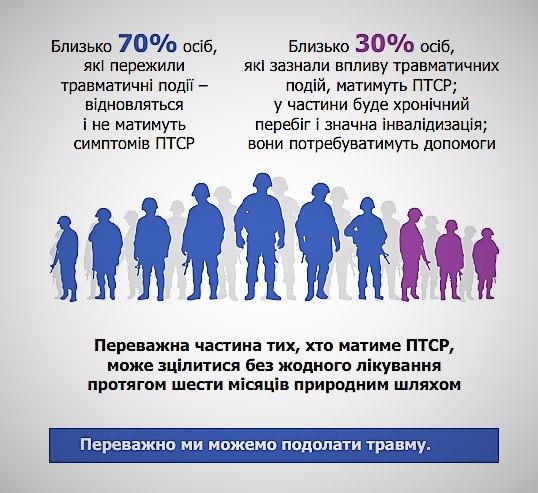 Близько 70% осіб,
які пережили
травматичні події –
відновляться
і не матимуть
симптомів ПТСР
Близько 30% осіб,
які зазнали впливу травматичних
подій, матимуть ПТСР;
у частини буде хронічний
перебіг і значна інвалідизація;
вони потребуватимуть допомоги
Переважна частина тих, хто матиме ПТСР,
може зцілитися без жодного лікування
протягом шести місяців природним шляхом
Переважно ми можемо подолати травму.